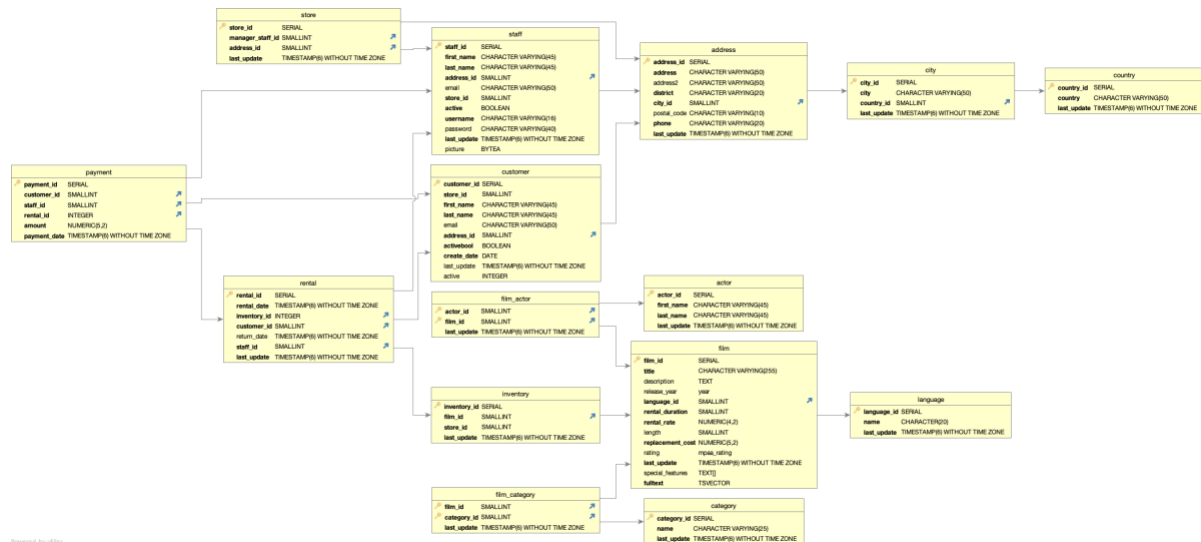 store
store_id SERIAL
manager_staff_id SMALLINT
address_id SMALLINT
last_update TIMESTAMP(6) WITHOUT TIME ZONE
staff
staff_id SERIAL
first_name CHARACTER VARYING(45)
last_name CHARACTER VARYING(45)
address_id SMALLINT
email CHARACTER VARYING(50)
store_id SMALLINT
active BOOLEAN
username CHARACTER VARYING(16)
password CHARACTER VARYING(40)
last_update TIMESTAMP(6) WITHOUT TIME ZONE
picture BYTEA
address
address_id SERIAL
address CHARACTER VARYING(50)
address2 CHARACTER VARYING(50)
district CHARACTER VARYING(20)
city_id SMALLINT
postal_code CHARACTER VARYING(10)
phone CHARACTER VARYING(20)
last_update TIMESTAMP(6) WITHOUT TIME ZONE
city
city_id SERIAL
city CHARACTER VARYING(50)
country_id SMALLINT
last_update TIMESTAMP(6) WITHOUT TIME ZONE
country
country_id SERIAL
country CHARACTER VARYING(50)
last_update TIMESTAMP(6) WITHOUT TIME ZONE
payment
payment_id SERIAL
customer_id SMALLINT
staff_id SMALLINT
rental_id INTEGER
amount NUMERIC(5,2)
payment_date TIMESTAMP(6) WITHOUT TIME ZONE
customer
customer_id SERIAL
store_id SMALLINT
first_name CHARACTER VARYING(45)
last_name CHARACTER VARYING(45)
email CHARACTER VARYING(50)
address_id SMALLINT
activebool BOOLEAN
create_date DATE
last_update TIMESTAMP(6) WITHOUT TIME ZONE
active INTEGER
rental
rental_id SERIAL
rental_date TIMESTAMP(6) WITHOUT TIME ZONE
inventory_id INTEGER
customer_id SMALLINT
return_date TIMESTAMP(6) WITHOUT TIME ZONE
staff_id SMALLINT
last_update TIMESTAMP(6) WITHOUT TIME ZONE
film_actor
actor_id SMALLINT
film_id SMALLINT
last_update TIMESTAMP(6) WITHOUT TIME ZONE
actor
actor_id SERIAL
first_name CHARACTER VARYING(45)
last_name CHARACTER VARYING(45)
last_update TIMESTAMP(6) WITHOUT TIME ZONE
film
film_id SERIAL
title CHARACTER VARYING(255)
description TEXT
release_year year
language_id SMALLINT
rental_duration SMALLINT
rental_rate NUMERIC(4,2)
length SMALLINT
replacement_cost NUMERIC(5,2)
rating mpaa_rating
last_update TIMESTAMP(6) WITHOUT TIME ZONE
special_features TEXT[]
fulltext TSVECTOR
inventory
inventory_id SERIAL
film_id SMALLINT
store_id SMALLINT
last_update TIMESTAMP(6) WITHOUT TIME ZONE
language
language_id SERIAL
name CHARACTER(20)
last_update TIMESTAMP(6) WITHOUT TIME ZONE
film_category
film_id SMALLINT
category_id SMALLINT
last_update TIMESTAMP(6) WITHOUT TIME ZONE
category
category_id SERIAL
name CHARACTER VARYING(25)
last_update TIMESTAMP(6) WITHOUT TIME ZONE